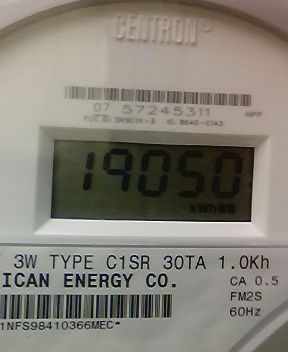 CENTRON®
07 57245311 HPP
19050
kWh
3W TYPE C1SR 30TA 1.0Kh
ICAN ENERGY CO. CA 0.5
FM2S
60Hz
1NFS98410366MEC*